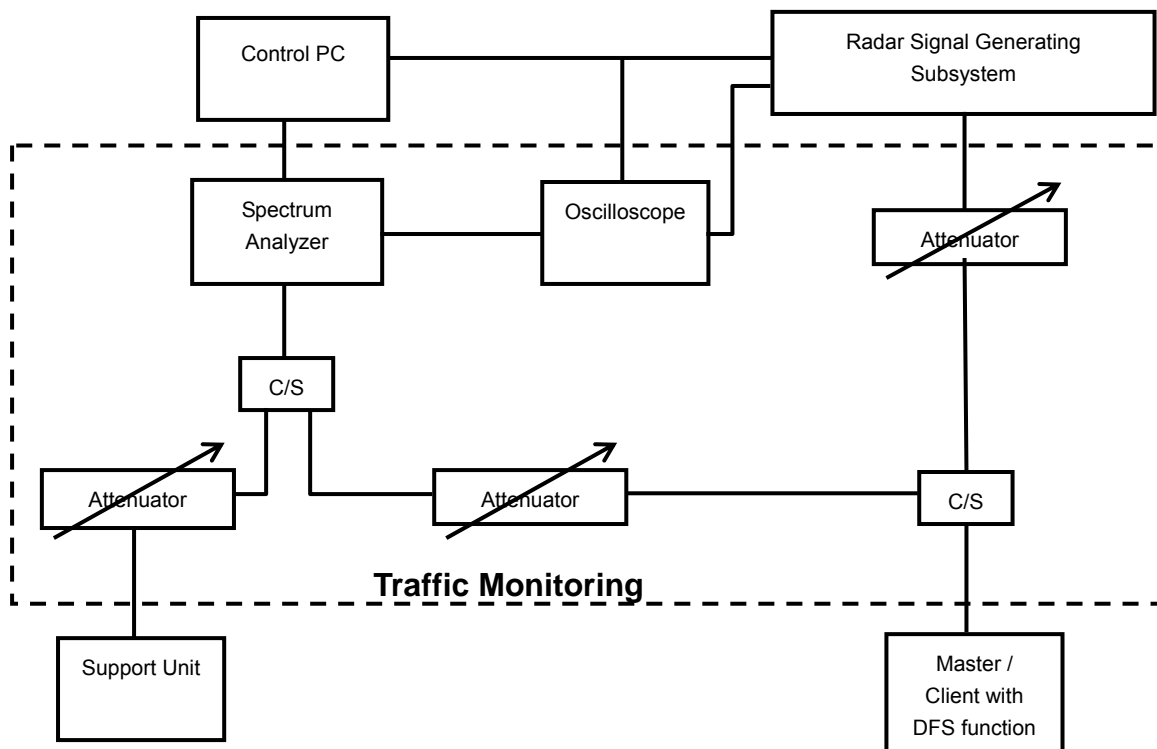 Control PC
Radar Signal Generating
Subsystem
Spectrum
Analyzer
Oscilloscope
Attenuator
C/S
Attenuator
Attenuator
C/S
Traffic Monitoring
Support Unit
Master /
Client with
DFS function